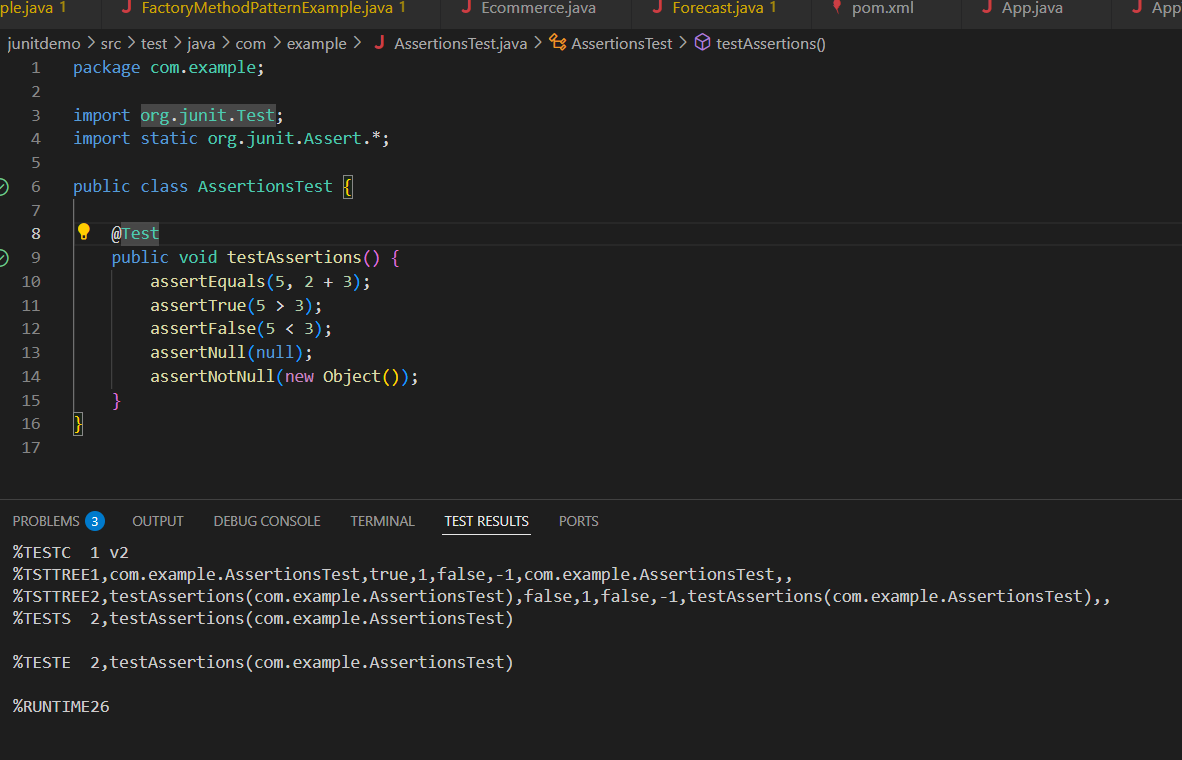 ple.java 1 FactoryMethodPatternExample.java 1 Ecommerce.java Forecast.java 1 pom.xml App.java App
junitdemo > src > test > java > com > example > AssertionsTest.java > AssertionsTest > testAssertions()
1 package com.example;
2
3 import org.junit.Test;
4 import static org.junit.Assert.*;
5
6 public class AssertionsTest {
7
8 @Test
9 public void testAssertions() {
10 assertEquals(5, 2 + 3);
11 assertTrue(5 > 3);
12 assertFalse(5 < 3);
13 assertNull(null);
14 assertNotNull(new Object());
15 }
16 }
17
PROBLEMS 3 OUTPUT DEBUG CONSOLE TERMINAL TEST RESULTS PORTS
%TESTC 1 v2
%TSTTREE1,com.example.AssertionsTest,true,1,false,-1,com.example.AssertionsTest,,
%TSTTREE2,testAssertions(com.example.AssertionsTest),false,1,false,-1,testAssertions(com.example.AssertionsTest),,
%TESTS 2,testAssertions(com.example.AssertionsTest)
%TESTE 2,testAssertions(com.example.AssertionsTest)
%RUNTIME26